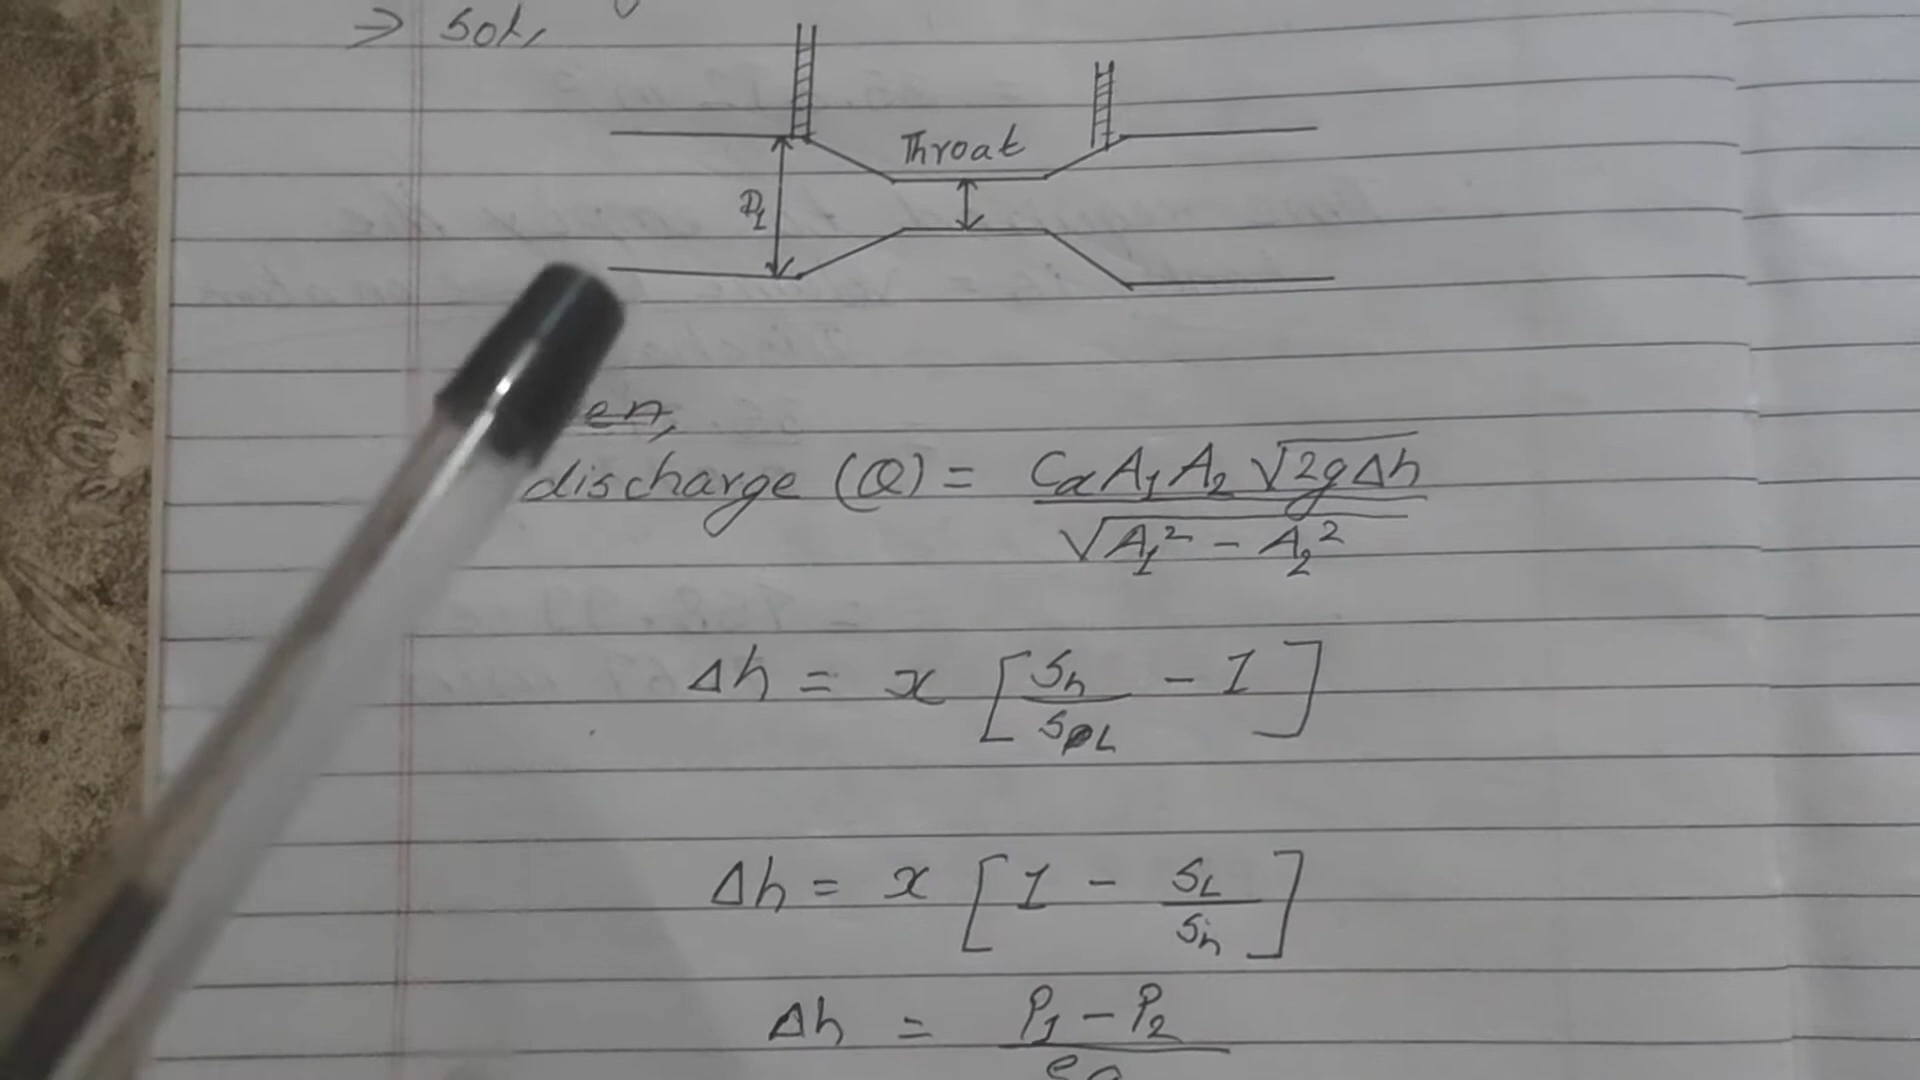 ⇒ Sol,
Throat
D₁
en,
discharge (Q) = CdA₁A₂√2gΔh / √A₁² - A₂²
Δh = x [Sh / SPL - 1]
Δh = x [1 - SL / Sh]
Δh = P₁ - P₂ / ρg